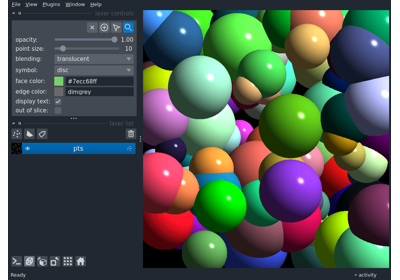 File View Plugins Window Help
layer controls
opacity: 1.00
point size: 10
blending: translucent
symbol: disc
face color: #7ecc68ff
edge color: dimgrey
display text:
out of slice:
layer list
pts
Ready
activity